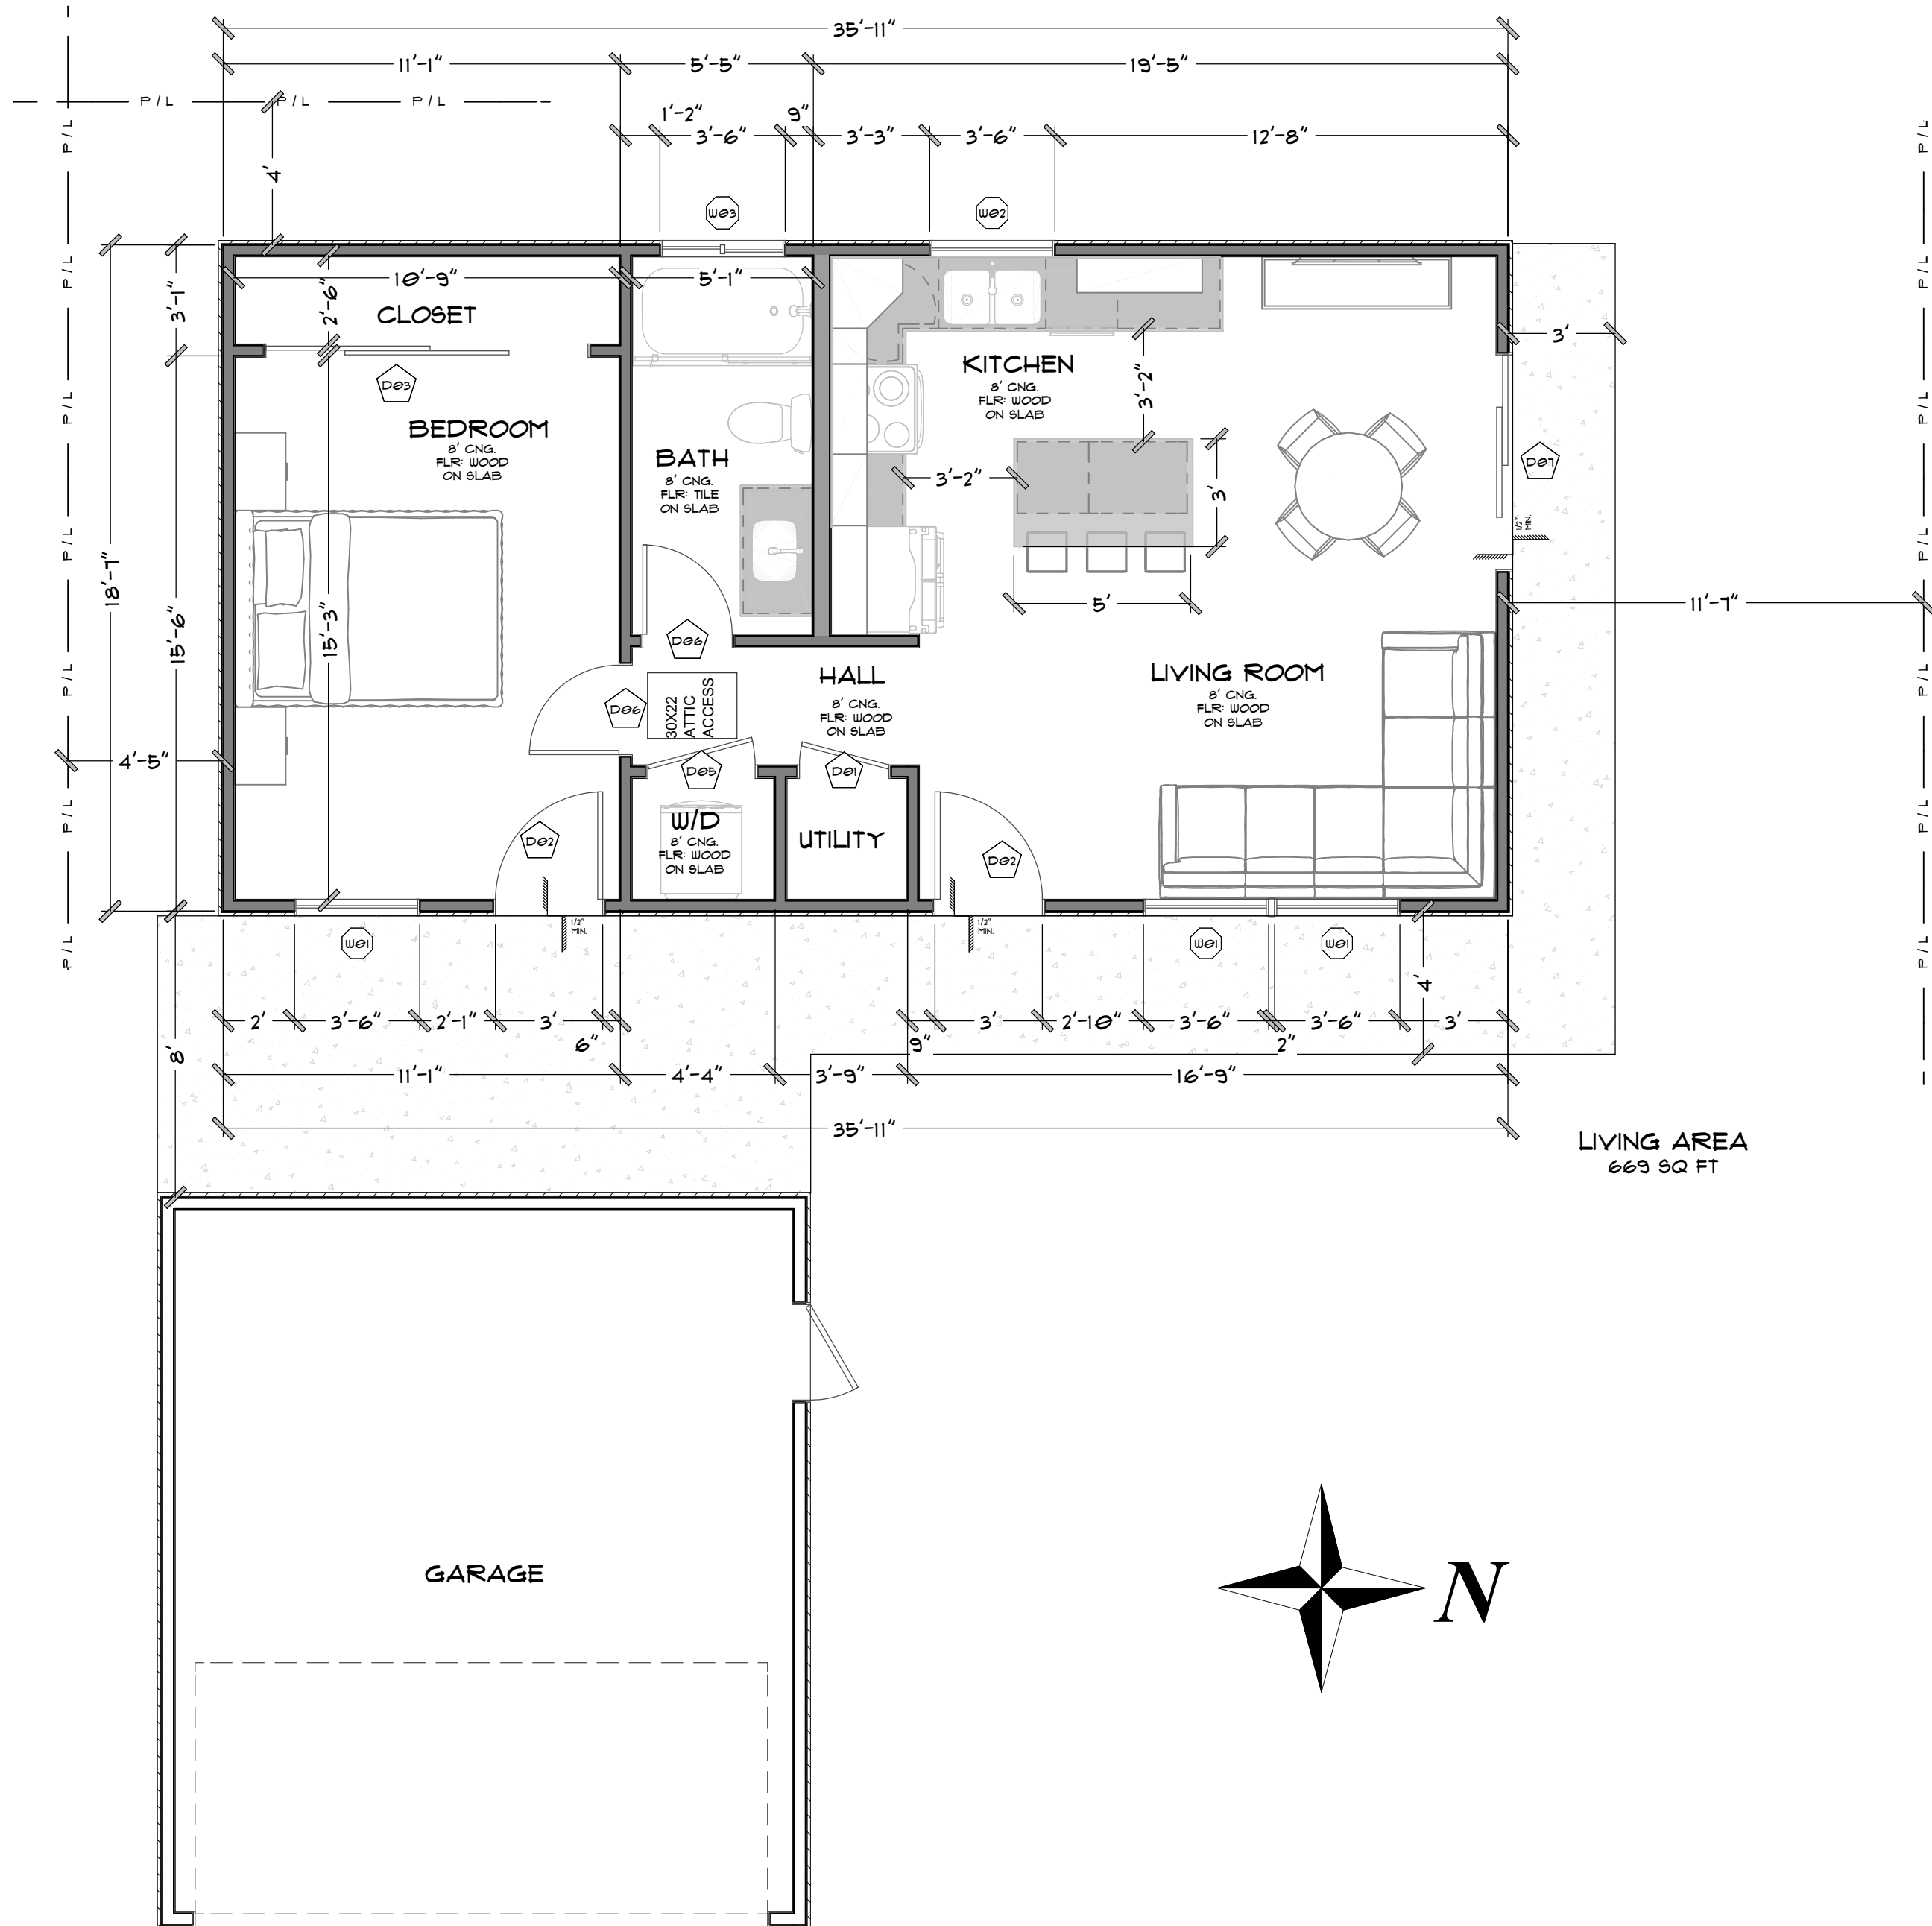 35'-11"
11'-1" 5'-5" 19'-5"
P/L P/L P/L
1'-2" 9"
3'-6" 3'-3" 3'-6" 12'-8"
P/L
P/L
4'
W03 W02
P/L
P/L
3'-1"
10'-9"
2'-6"
5'-1"
CLOSET
3'
KITCHEN
8' CNG.
FLR: WOOD
ON SLAB
3'-2"
D03
P/L
P/L
BEDROOM
8' CNG.
FLR: WOOD
ON SLAB
BATH
8' CNG.
FLR: TILE
ON SLAB
3'-2"
3'
D07
1/2"
MIN.
P/L
P/L
18'-7"
15'-6"
15'-3"
5'
11'-7"
D06
P/L
P/L
HALL
8' CNG.
FLR: WOOD
ON SLAB
LIVING ROOM
8' CNG.
FLR: WOOD
ON SLAB
D06
30X22
ATTIC
ACCESS
4'-5"
D05 D01
P/L
P/L
W/D
8' CNG.
FLR: WOOD
ON SLAB
UTILITY
D02
D02
P/L
P/L
1/2"
MIN.
1/2"
MIN.
W01 W01 W01
4'
2' 3'-6" 2'-1" 3' 3' 2'-10" 3'-6" 3'-6" 3'
8'
6" 9" 2"
11'-1" 4'-4" 3'-9" 16'-9"
35'-11"
LIVING AREA
669 SQ FT
GARAGE
N